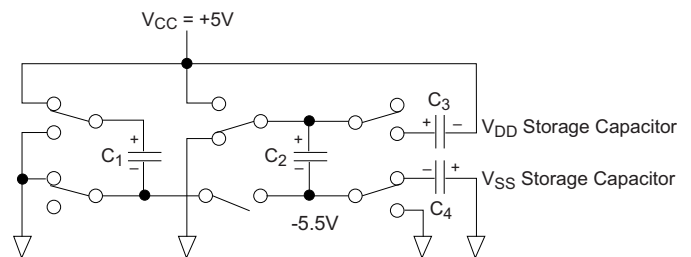 VCC = +5V
C3
+ −
VDD Storage Capacitor
+
C1
−
+
C2
−
− +
VSS Storage Capacitor
C4
-5.5V